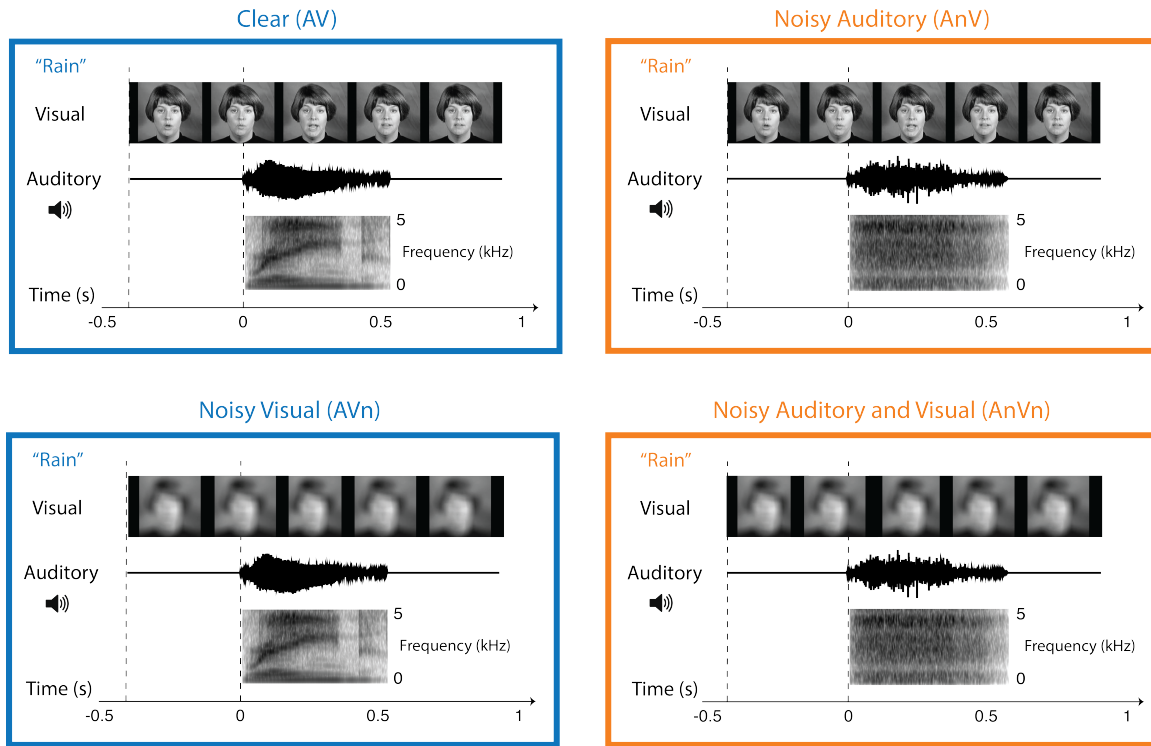 Clear (AV)
“Rain”
Visual
Auditory
5
Frequency (kHz)
0
Time (s)
-0.5 0 0.5 1
Noisy Auditory (AnV)
“Rain”
Visual
Auditory
5
Frequency (kHz)
0
Time (s)
-0.5 0 0.5 1
Noisy Visual (AVn)
“Rain”
Visual
Auditory
5
Frequency (kHz)
0
Time (s)
-0.5 0 0.5 1
Noisy Auditory and Visual (AnVn)
“Rain”
Visual
Auditory
5
Frequency (kHz)
0
Time (s)
-0.5 0 0.5 1